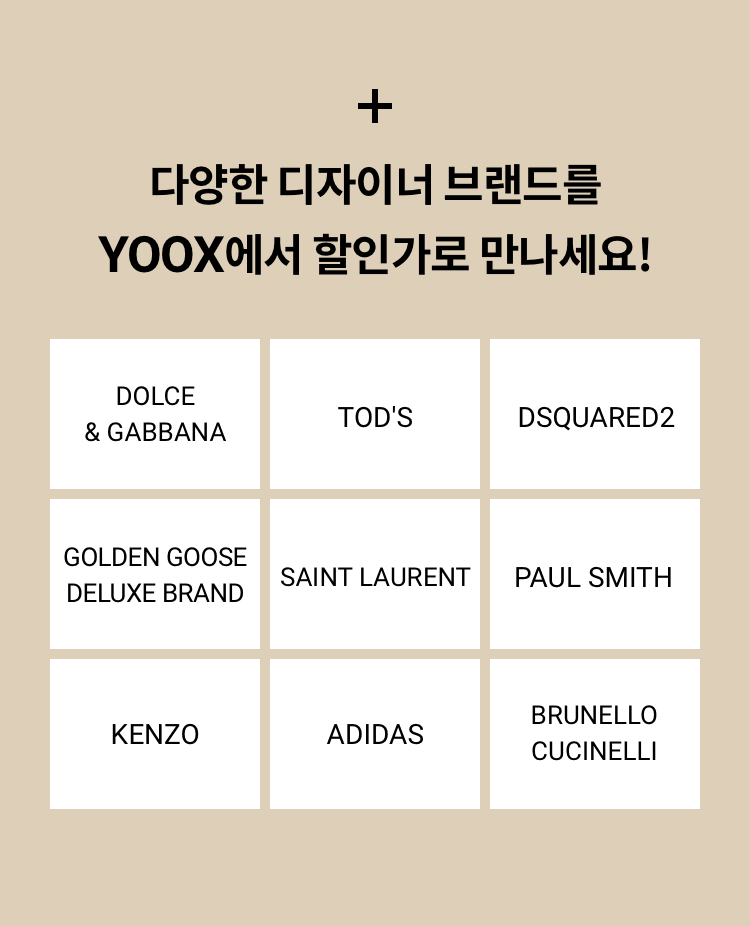 +
다양한 디자이너 브랜드를
YOOX에서 할인가로 만나세요!
DOLCE
& GABBANA
TOD'S
DSQUARED2
GOLDEN GOOSE
DELUXE BRAND
SAINT LAURENT
PAUL SMITH
KENZO
ADIDAS
BRUNELLO
CUCINELLI